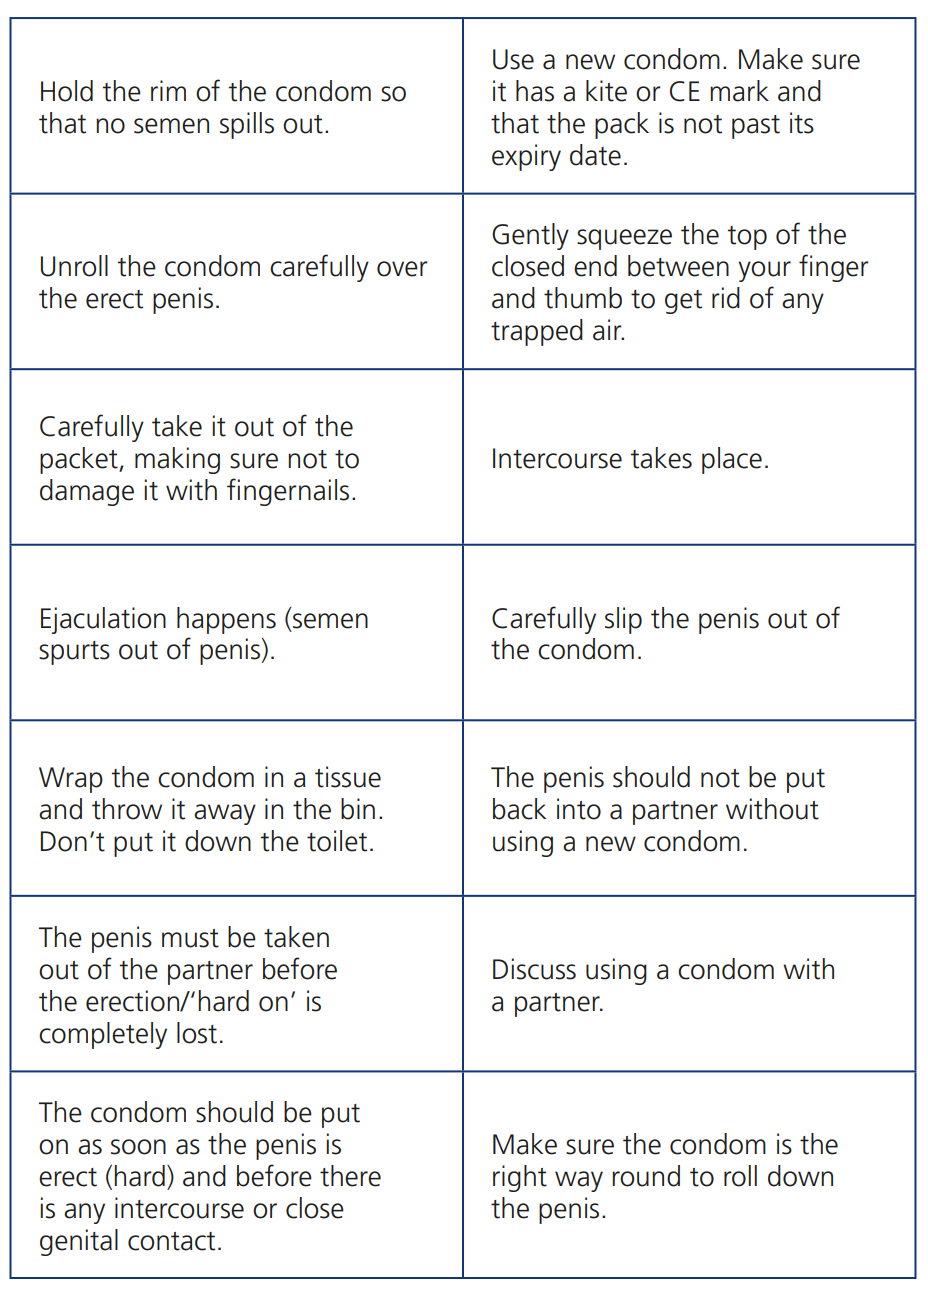 Hold the rim of the condom so
that no semen spills out.
Use a new condom. Make sure
it has a kite or CE mark and
that the pack is not past its
expiry date.
Unroll the condom carefully over
the erect penis.
Gently squeeze the top of the
closed end between your finger
and thumb to get rid of any
trapped air.
Carefully take it out of the
packet, making sure not to
damage it with fingernails.
Intercourse takes place.
Ejaculation happens (semen
spurts out of penis).
Carefully slip the penis out of
the condom.
Wrap the condom in a tissue
and throw it away in the bin.
Don’t put it down the toilet.
The penis should not be put
back into a partner without
using a new condom.
The penis must be taken
out of the partner before
the erection/‘hard on’ is
completely lost.
Discuss using a condom with
a partner.
The condom should be put
on as soon as the penis is
erect (hard) and before there
is any intercourse or close
genital contact.
Make sure the condom is the
right way round to roll down
the penis.